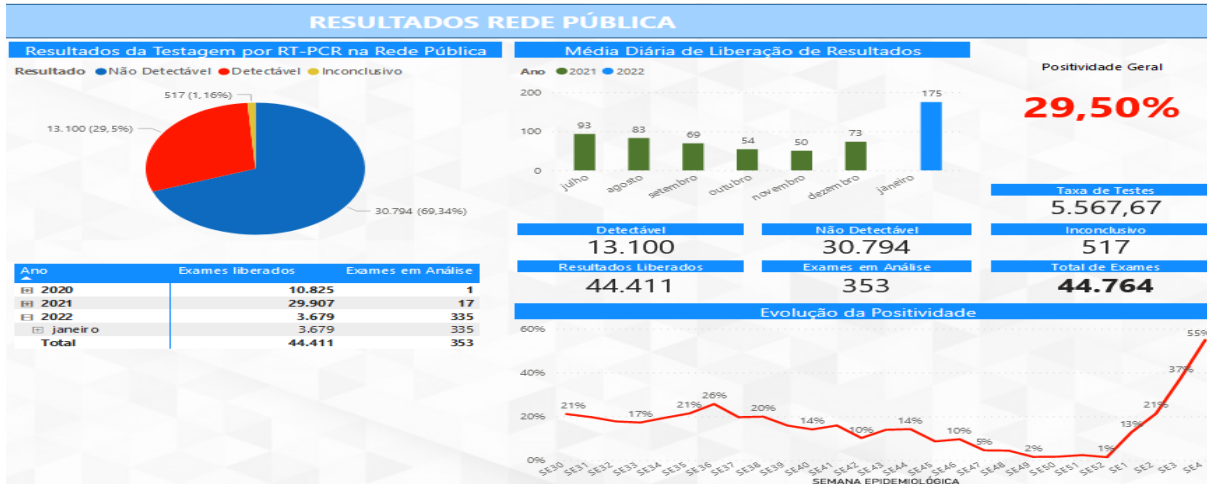 RESULTADOS REDE PÚBLICA
Resultados da Testagem por RT-PCR na Rede Pública
Resultado Não Detectável Detectável Inconclusivo
517 (1,16%)
13.100 (29,5%)
30.794 (69,34%)
Ano Exames liberados Exames em Análise
2020 10.825 1
2021 29.907 17
2022 3.679 335
janeiro 3.679 335
Total 44.411 353
Média Diária de Liberação de Resultados
Ano 2021 2022
200
100
0
93
83
69
54
50
73
175
julho agosto setembro outubro novembro dezembro janeiro
Positividade Geral
29,50%
Taxa de Testes
5.567,67
Detectável Não Detectável Inconclusivo
13.100 30.794 517
Resultados Liberados Exames em Análise Total de Exames
44.411 353 44.764
Evolução da Positividade
60%
40%
20%
0%
21% 17% 21% 26% 20% 14% 10% 14% 10% 5% 2% 1% 13% 21% 37% 55%
SE30 SE31 SE32 SE33 SE34 SE35 SE36 SE37 SE38 SE39 SE40 SE41 SE42 SE43 SE44 SE45 SE46 SE47 SE48 SE49 SE50 SE51 SE52 SE1 SE2 SE3 SE4
SEMANA EPIDEMIOLÓGICA